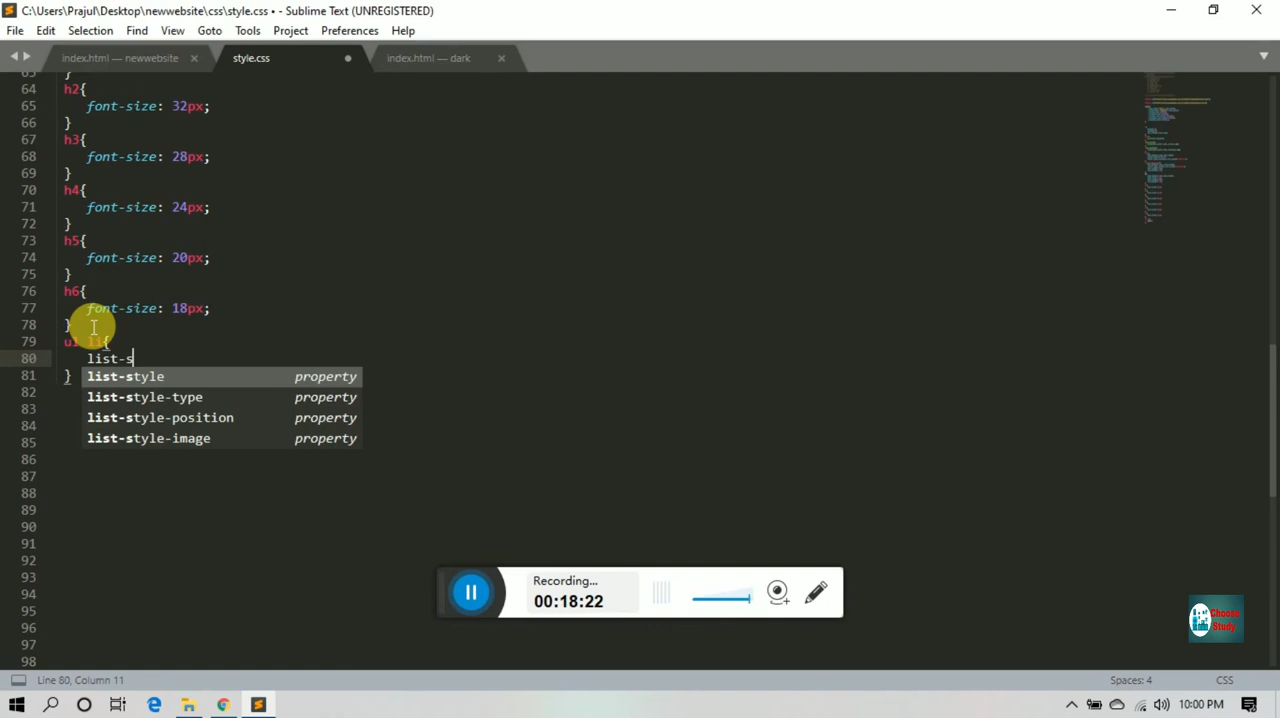 C:\Users\Prajul\Desktop\newwebsite\css\style.css • - Sublime Text (UNREGISTERED)
File Edit Selection Find View Goto Tools Project Preferences Help
index.html — newwebsite × style.css index.html — dark ×
65 }
64 h2{
65 font-size: 32px;
66 }
67 h3{
68 font-size: 28px;
69 }
70 h4{
71 font-size: 24px;
72 }
73 h5{
74 font-size: 20px;
75 }
76 h6{
77 font-size: 18px;
78 }
79 ul li{
80 list-s
81 }
list-style property
list-style-type property
list-style-position property
list-style-image property
82
83
84
85
86
87
88
89
90
91
92
93
94
95
96
97
98
Recording...
00:18:22
Choose
Study
Line 80, Column 11 Spaces: 4 CSS
10:00 PM